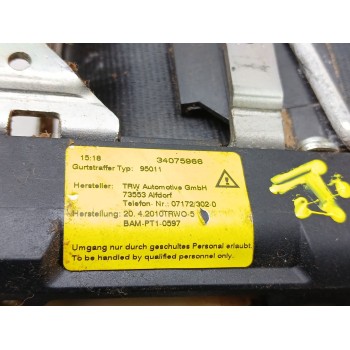 15:18 34075966
Gurtstraffer Typ: 95011
Hersteller: TRW Automotive GmbH
73553 Alfdorf
Telefon-Nr.: 07172/302-0
Herstellung: 20. 4.2010TRWO-5
BAM-PT1-0597
Umgang nur durch geschultes Personal erlaubt.
To be handled by qualified personnel only.